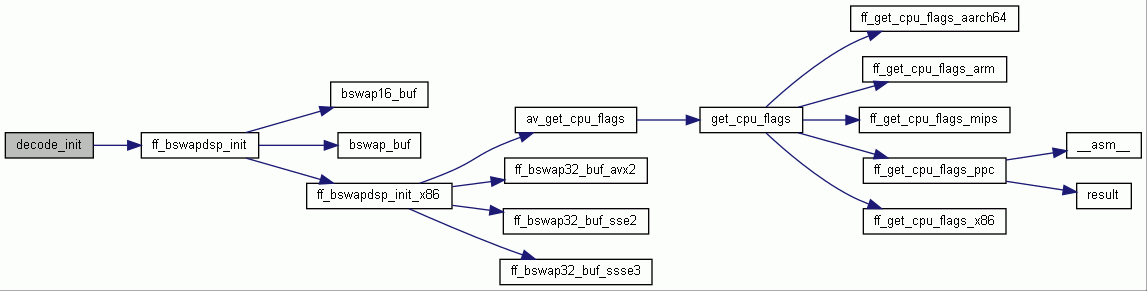 decode_init
ff_bswapdsp_init
bswap16_buf
bswap_buf
ff_bswapdsp_init_x86
av_get_cpu_flags
ff_bswap32_buf_avx2
ff_bswap32_buf_sse2
ff_bswap32_buf_ssse3
get_cpu_flags
ff_get_cpu_flags_aarch64
ff_get_cpu_flags_arm
ff_get_cpu_flags_mips
ff_get_cpu_flags_ppc
ff_get_cpu_flags_x86
__asm__
result